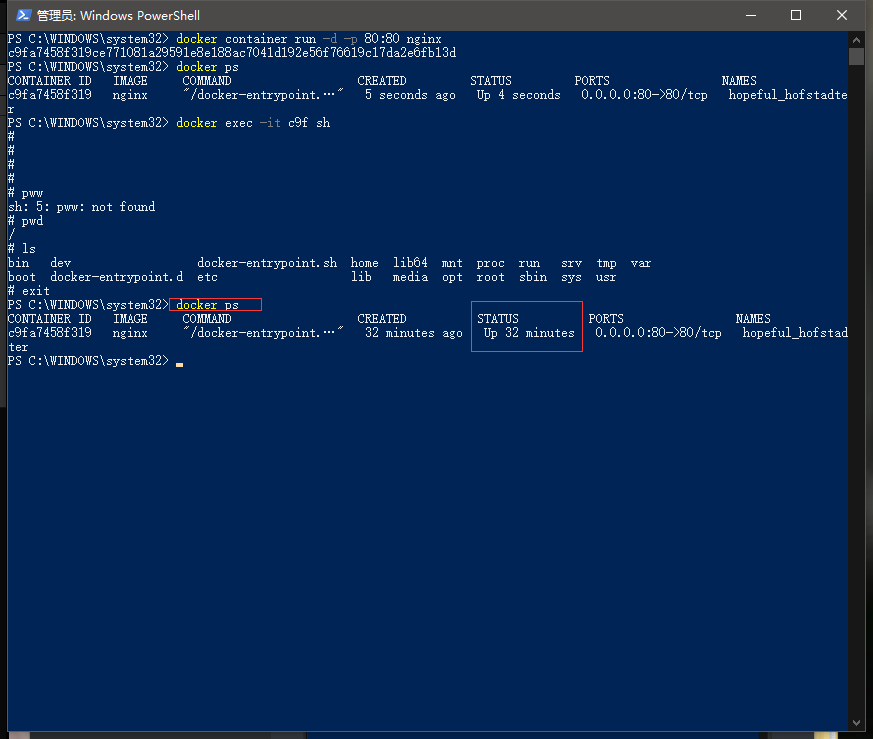 管理员: Windows PowerShell
PS C:\WINDOWS\system32> docker container run -d -p 80:80 nginx
c9fa7458f319ce771081a29591e8e188ac7041d192e56f76619c17da2e6fb13d
PS C:\WINDOWS\system32> docker ps
CONTAINER ID   IMAGE     COMMAND                  CREATED         STATUS         PORTS                NAMES
c9fa7458f319   nginx     "/docker-entrypoint.…"   5 seconds ago   Up 4 seconds   0.0.0.0:80->80/tcp   hopeful_hofstadte
r
PS C:\WINDOWS\system32> docker exec -it c9f sh
#
#
#
#
# pww
sh: 5: pww: not found
# pwd
/
# ls
bin   dev                  docker-entrypoint.sh  home  lib64  mnt  proc  run   srv  tmp  var
boot  docker-entrypoint.d  etc                   lib   media  opt  root  sbin  sys  usr
# exit
PS C:\WINDOWS\system32> docker ps
CONTAINER ID   IMAGE     COMMAND                  CREATED          STATUS          PORTS                NAMES
c9fa7458f319   nginx     "/docker-entrypoint.…"   32 minutes ago   Up 32 minutes   0.0.0.0:80->80/tcp   hopeful_hofstad
ter
PS C:\WINDOWS\system32>